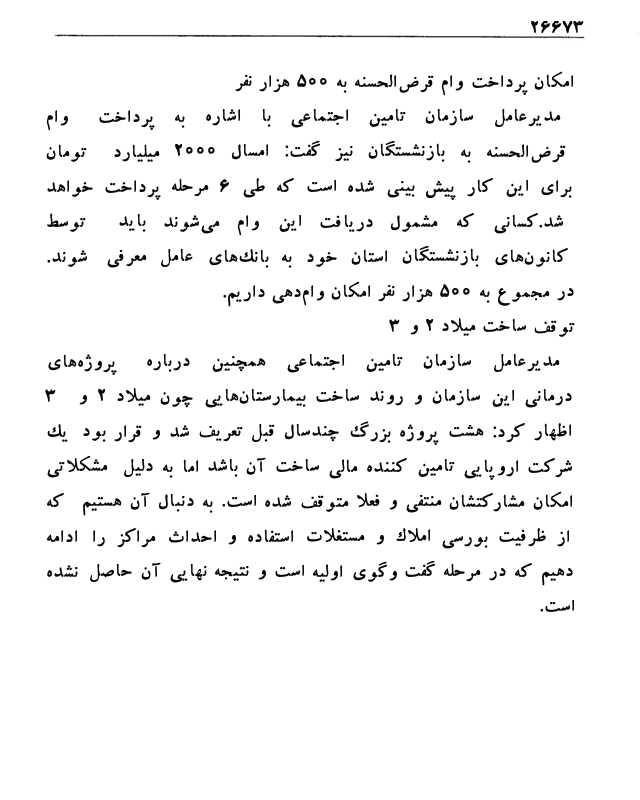 ۲۶۶۷۳
امکان پرداخت وام قرض‌الحسنه به ۵۰۰ هزار نفر
مدیرعامل سازمان تامین اجتماعی با اشاره به پرداخت وام
قرض‌الحسنه به بازنشستگان نیز گفت: امسال ۲۰۰۰ میلیارد تومان
برای این کار پیش بینی شده است که طی ۶ مرحله پرداخت خواهد
شد.کسانی که مشمول دریافت این وام می‌شوند باید توسط
کانون‌های بازنشستگان استان خود به بانك‌های عامل معرفی شوند.
در مجموع به ۵۰۰ هزار نفر امکان وام‌دهی داریم.
توقف ساخت میلاد ۲ و ۳
مدیرعامل سازمان تامین اجتماعی همچنین درباره پروژه‌های
درمانی این سازمان و روند ساخت بیمارستان‌هایی چون میلاد ۲ و ۳
اظهار کرد: هشت پروژه بزرگ چندسال قبل تعریف شد و قرار بود یك
شرکت اروپایی تامین کننده مالی ساخت آن باشد اما به دلیل مشکلاتی
امکان مشارکتشان منتفی و فعلا متوقف شده است. به دنبال آن هستیم که
از ظرفیت بورسی املاك و مستغلات استفاده و احداث مراکز را ادامه
دهیم که در مرحله گفت وگوی اولیه است و نتیجه نهایی آن حاصل نشده
است.